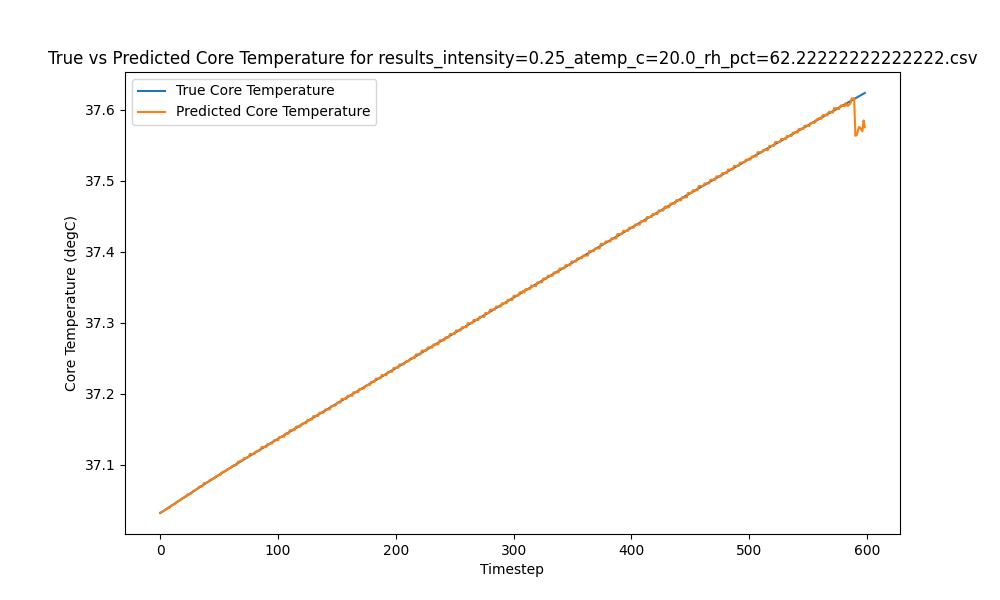 True vs Predicted Core Temperature for results_intensity=0.25_atemp_c=20.0_rh_pct=62.22222222222222.csv
True Core Temperature
Predicted Core Temperature
37.6
37.5
37.4
37.3
37.2
37.1
Core Temperature (degC)
0 100 200 300 400 500 600
Timestep